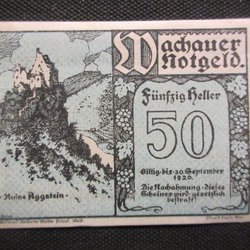 Wachauer
Notgeld.
Fünfzig Heller
50
Giltig bis 30. September
1920.
Die Nachahmung dieses
Scheines wird gesetzlich
bestraft!
Ruine Aggstein